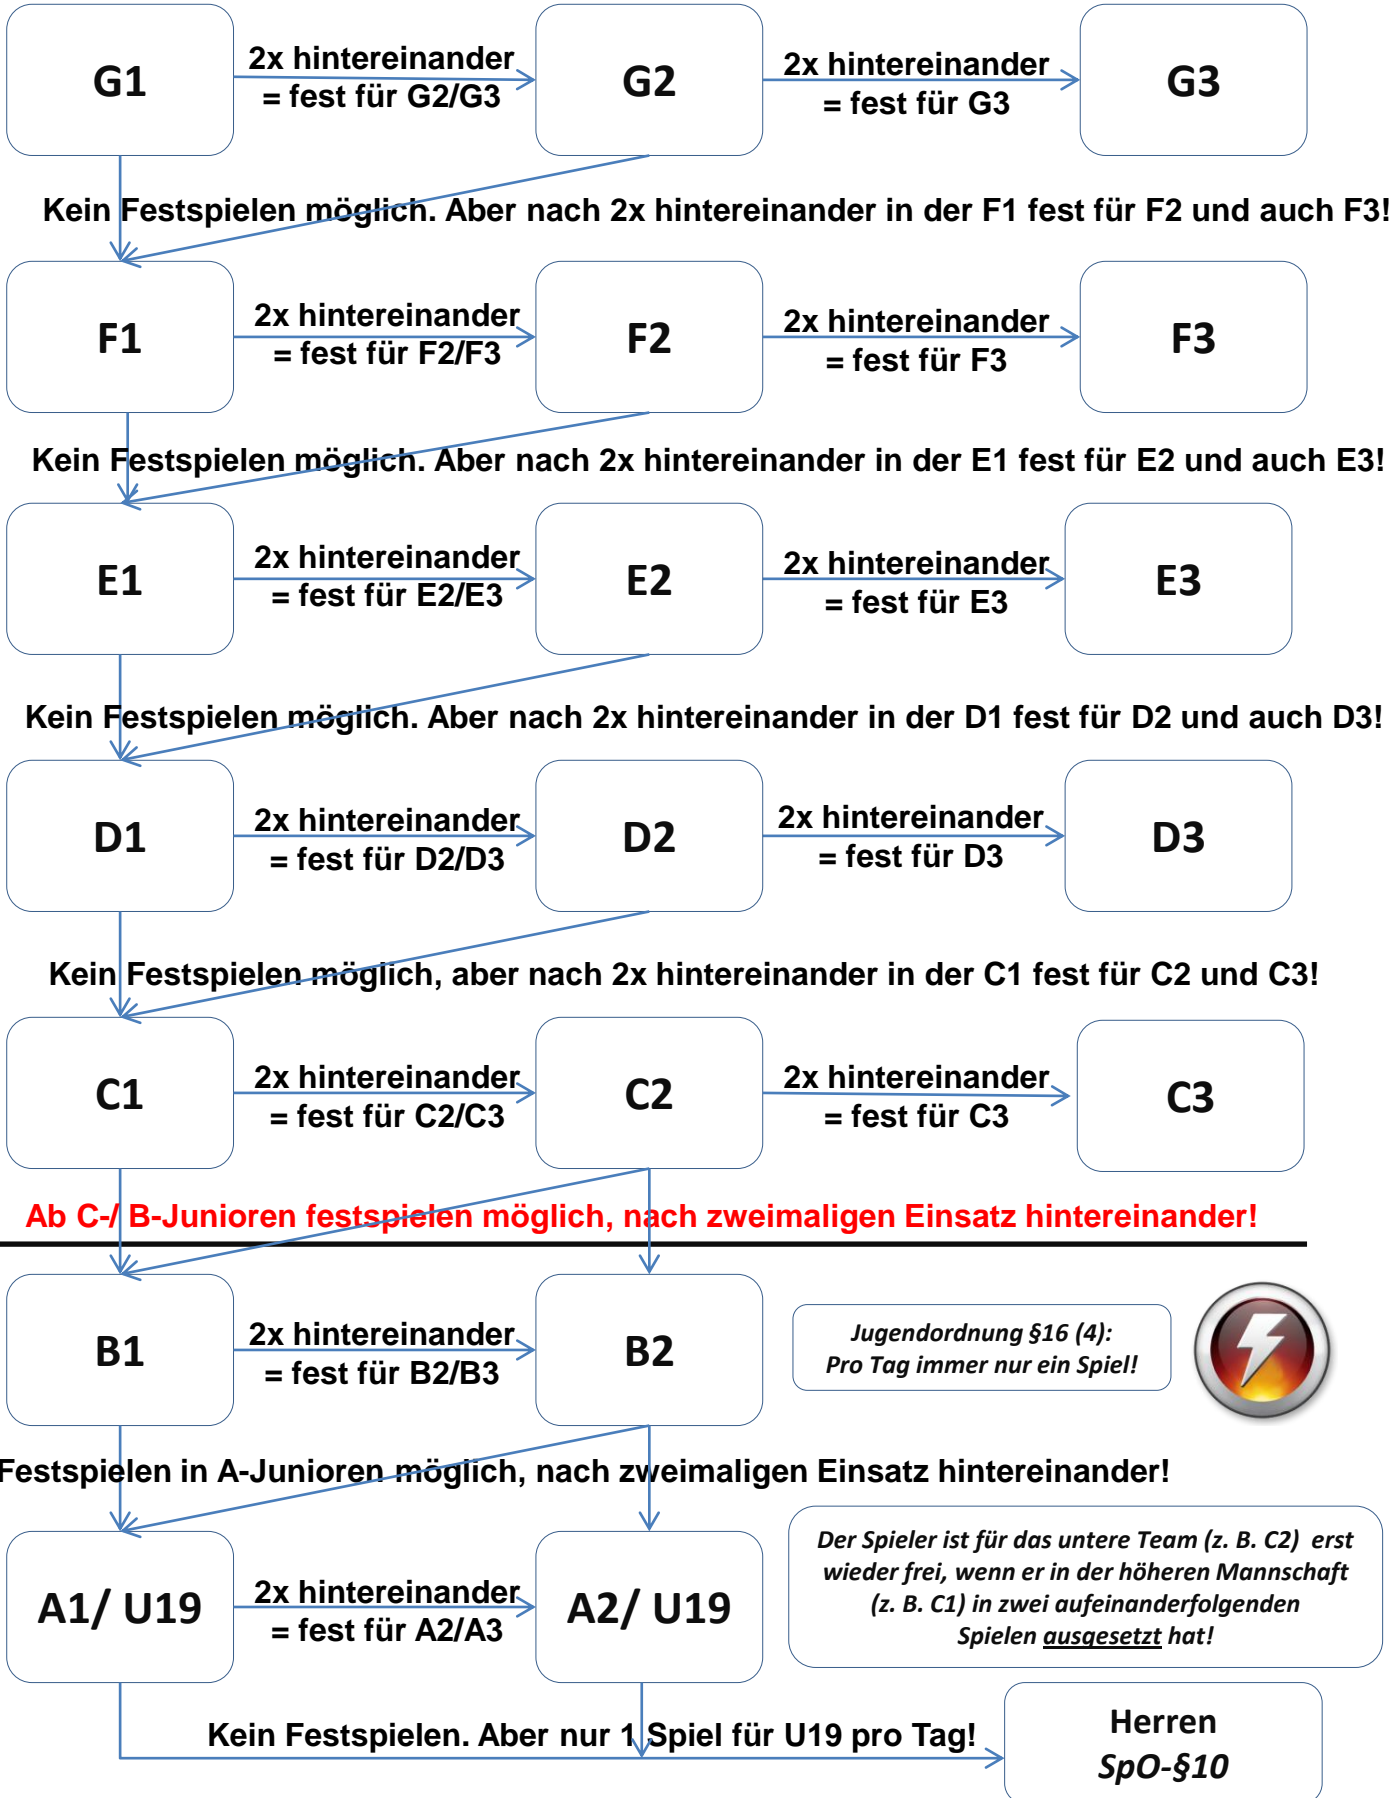 G1
2x hintereinander
= fest für G2/G3
G2
2x hintereinander
= fest für G3
G3
Kein Festspielen möglich. Aber nach 2x hintereinander in der F1 fest für F2 und auch F3!
F1
2x hintereinander
= fest für F2/F3
F2
2x hintereinander
= fest für F3
F3
Kein Festspielen möglich. Aber nach 2x hintereinander in der E1 fest für E2 und auch E3!
E1
2x hintereinander
= fest für E2/E3
E2
2x hintereinander
= fest für E3
E3
Kein Festspielen möglich. Aber nach 2x hintereinander in der D1 fest für D2 und auch D3!
D1
2x hintereinander
= fest für D2/D3
D2
2x hintereinander
= fest für D3
D3
Kein Festspielen möglich, aber nach 2x hintereinander in der C1 fest für C2 und C3!
C1
2x hintereinander
= fest für C2/C3
C2
2x hintereinander
= fest für C3
C3
Ab C-/ B-Junioren festspielen möglich, nach zweimaligen Einsatz hintereinander!
B1
2x hintereinander
= fest für B2/B3
B2
Jugendordnung §16 (4):
Pro Tag immer nur ein Spiel!
Festspielen in A-Junioren möglich, nach zweimaligen Einsatz hintereinander!
A1/ U19
2x hintereinander
= fest für A2/A3
A2/ U19
Der Spieler ist für das untere Team (z. B. C2) erst
wieder frei, wenn er in der höheren Mannschaft
(z. B. C1) in zwei aufeinanderfolgenden
Spielen ausgesetzt hat!
Kein Festspielen. Aber nur 1 Spiel für U19 pro Tag!
Herren
SpO-§10